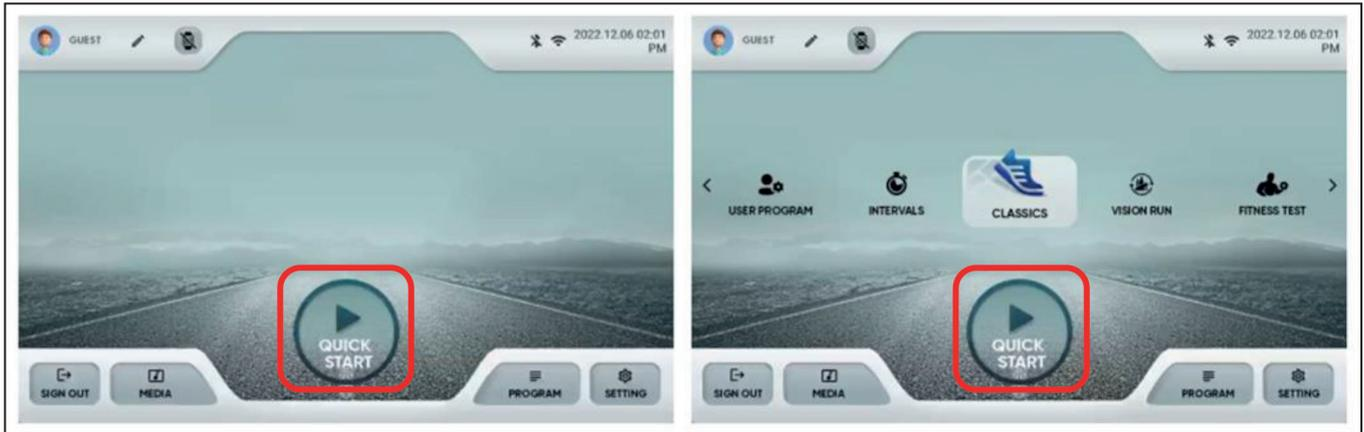 GUEST
2022.12.06 02:01
PM
QUICK
START
SIGN OUT
MEDIA
PROGRAM
SETTING
GUEST
2022.12.06 02:01
PM
USER PROGRAM
INTERVALS
CLASSICS
VISION RUN
FITNESS TEST
QUICK
START
SIGN OUT
MEDIA
PROGRAM
SETTING